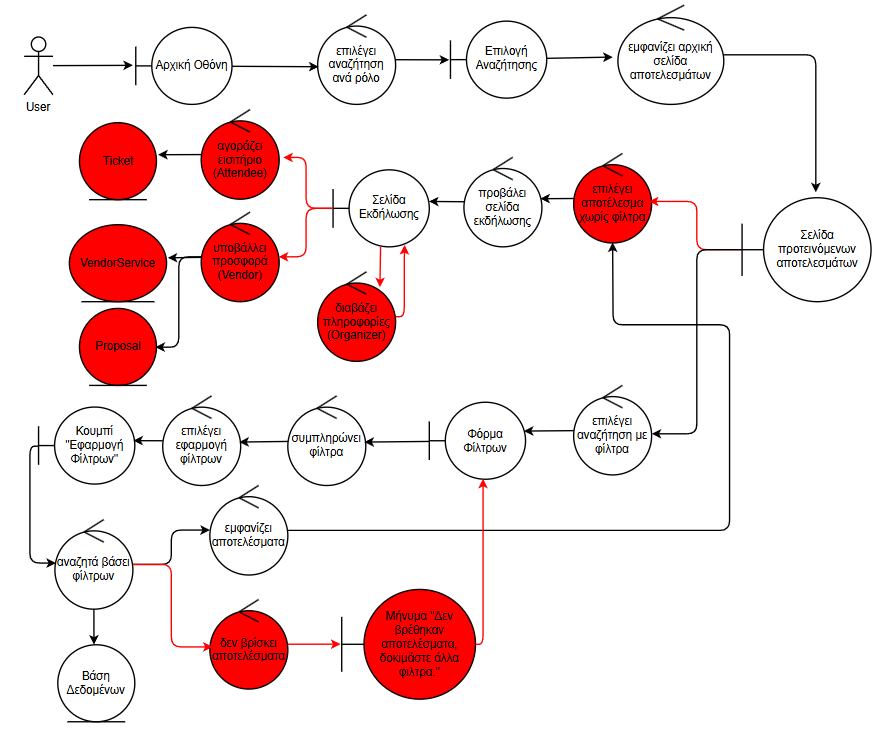 User
Αρχική Οθόνη
επιλέγει
αναζήτηση
ανά ρόλο
Επιλογή
Αναζήτησης
εμφανίζει αρχική
σελίδα
αποτελεσμάτων
Ticket
αγοράζει
εισιτήριο
(Attendee)
Σελίδα
Εκδήλωσης
προβάλει
σελίδα
εκδήλωσης
επιλέγει
αποτέλεσμα
χωρίς φίλτρα
Σελίδα
προτεινόμενων
αποτελεσμάτων
VendorService
υποβάλλει
προσφορά
(Vendor)
Proposal
διαβάζει
πληροφορίες
(Organizer)
Κουμπί
"Εφαρμογή
Φίλτρων"
επιλέγει
εφαρμογή
φίλτρων
συμπληρώνει
φίλτρα
Φόρμα
Φίλτρων
επιλέγει
αναζήτηση με
φίλτρα
αναζητά βάσει
φίλτρων
εμφανίζει
αποτελέσματα
δεν βρίσκει
αποτελέσματα
Μήνυμα "Δεν
βρέθηκαν
αποτελέσματα,
δοκιμάστε άλλα
φίλτρα."
Βάση
Δεδομένων